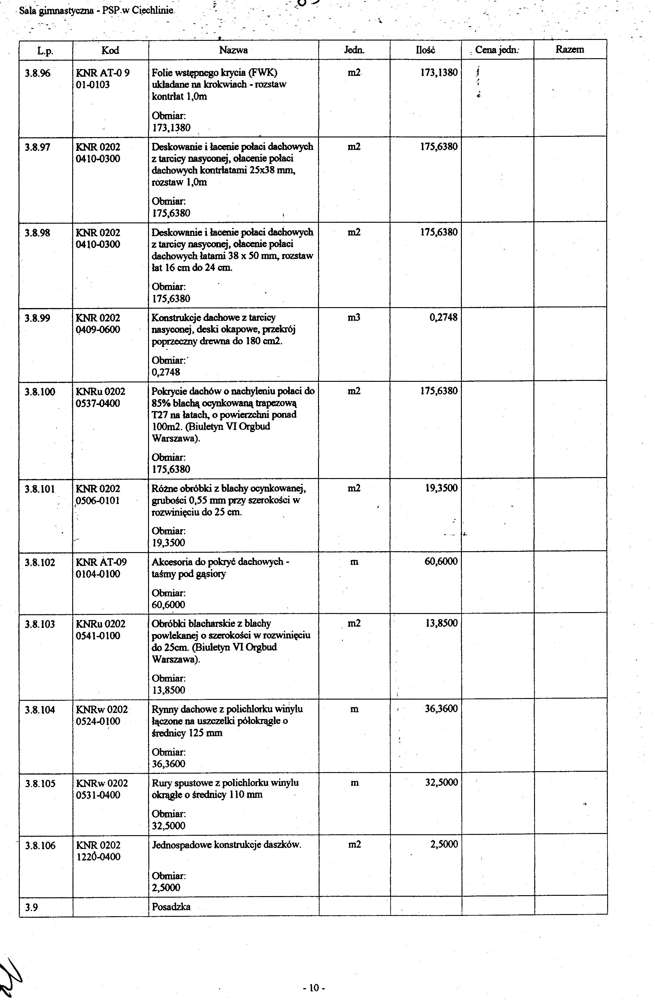 Sala gimnastyczna - PSP w Ciechlinie
L.p. Kod Nazwa Jedn. Ilość Cena jedn. Razem
3.8.96 KNR AT-0 9 Folie wstępnego krycia (FWK) m2 173,1380
01-0103 układane na krokwiach - rozstaw
kontrłat 1,0m
Obmiar:
173,1380
3.8.97 KNR 0202 Deskowanie i łacenie połaci dachowych m2 175,6380
0410-0300 z tarcicy nasyconej, ołacenie połaci
dachowych kontrłatami 25x38 mm,
rozstaw 1,0m
Obmiar:
175,6380
3.8.98 KNR 0202 Deskowanie i łacenie połaci dachowych m2 175,6380
0410-0300 z tarcicy nasyconej, ołacenie połaci
dachowych łatami 38 x 50 mm, rozstaw
łat 16 cm do 24 cm.
Obmiar:
175,6380
3.8.99 KNR 0202 Konstrukcje dachowe z tarcicy m3 0,2748
0409-0600 nasyconej, deski okapowe, przekrój
poprzeczny drewna do 180 cm2.
Obmiar:
0,2748
3.8.100 KNRu 0202 Pokrycie dachów o nachyleniu połaci do m2 175,6380
0537-0400 85% blachą ocynkowaną trapezową
T27 na łatach, o powierzchni ponad
100m2. (Biuletyn VI Orgbud
Warszawa).
Obmiar:
175,6380
3.8.101 KNR 0202 Różne obróbki z blachy ocynkowanej, m2 19,3500
0506-0101 grubości 0,55 mm przy szerokości w
rozwinięciu do 25 cm.
Obmiar:
19,3500
3.8.102 KNR AT-09 Akcesoria do pokryć dachowych - m 60,6000
0104-0100 taśmy pod gąsiory
Obmiar:
60,6000
3.8.103 KNRu 0202 Obróbki blacharskie z blachy m2 13,8500
0541-0100 powlekanej o szerokości w rozwinięciu
do 25cm. (Biuletyn VI Orgbud
Warszawa).
Obmiar:
13,8500
3.8.104 KNRw 0202 Rynny dachowe z polichlorku winylu m 36,3600
0524-0100 łączone na uszczelki półokrągłe o
średnicy 125 mm
Obmiar:
36,3600
3.8.105 KNRw 0202 Rury spustowe z polichlorku winylu m 32,5000
0531-0400 okrągłe o średnicy 110 mm
Obmiar:
32,5000
3.8.106 KNR 0202 Jednospadowe konstrukcje daszków. m2 2,5000
1220-0400
Obmiar:
2,5000
3.9 Posadzka
- 10 -